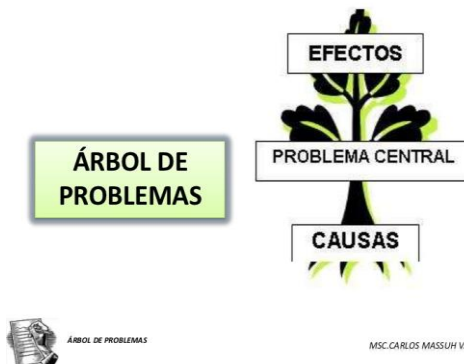 EFECTOS
PROBLEMA CENTRAL
CAUSAS
ÁRBOL DE
PROBLEMAS
ÁRBOL DE PROBLEMAS
MSC.CARLOS MASSUH